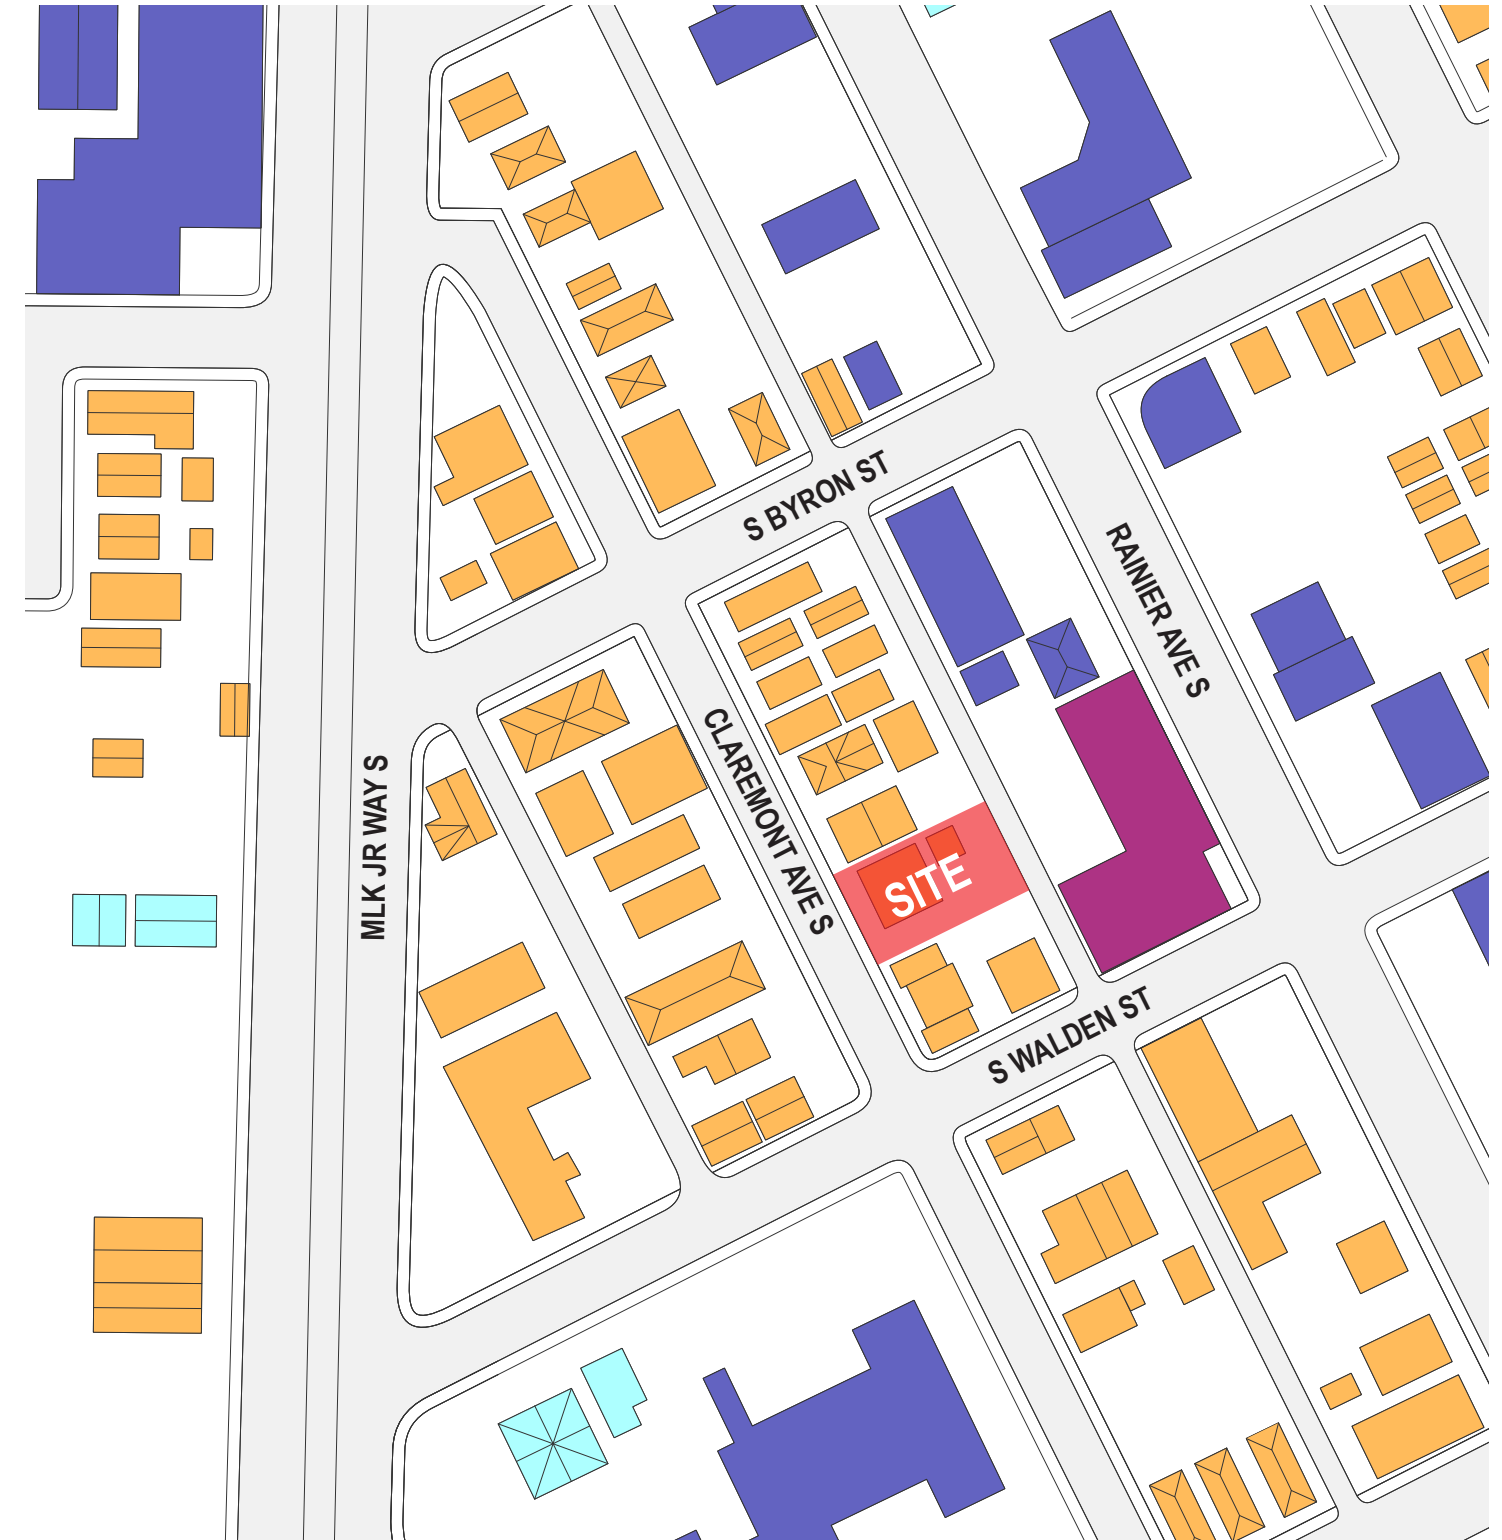 S BYRON ST
RAINIER AVE S
CLAREMONT AVE S
MLK JR WAY S
SITE
S WALDEN ST